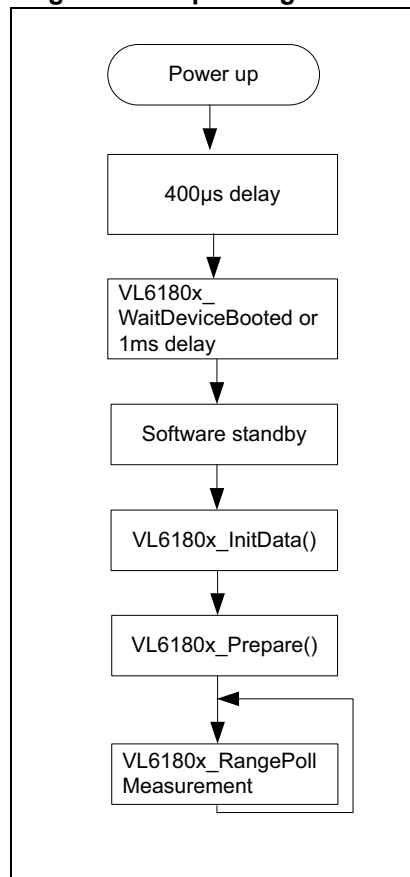 Power up
400µs delay
VL6180x_
WaitDeviceBooted or
1ms delay
Software standby
VL6180x_InitData()
VL6180x_Prepare()
VL6180x_RangePoll
Measurement